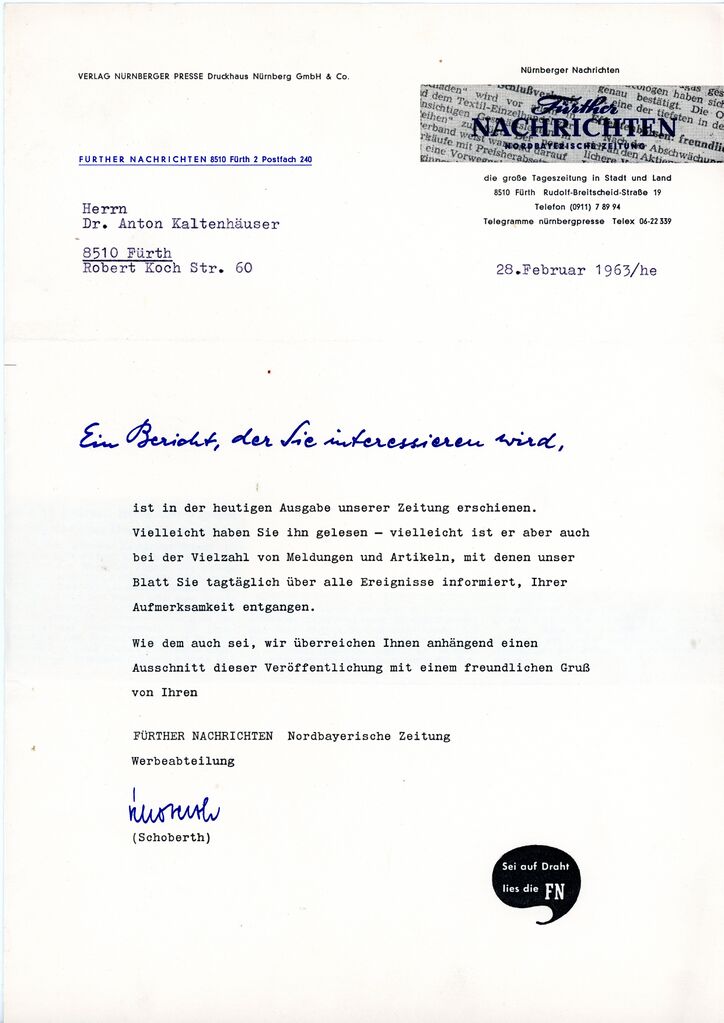 VERLAG NÜRNBERGER PRESSE Druckhaus Nürnberg GmbH & Co.
Nürnberger Nachrichten
Fürther
NACHRICHTEN
NORDBAYERISCHE ZEITUNG
FÜRTHER NACHRICHTEN 8510 Fürth 2 Postfach 240
die große Tageszeitung in Stadt und Land
8510 Fürth Rudolf-Breitscheid-Straße 19
Telefon (0911) 7 89 94
Telegramme nürnbergpresse Telex 06-22 339
Herrn
Dr. Anton Kaltenhäuser
8510 Fürth
Robert Koch Str. 60
28.Februar 1963/he
Ein Bericht, der Sie interessieren wird,
ist in der heutigen Ausgabe unserer Zeitung erschienen.
Vielleicht haben Sie ihn gelesen – vielleicht ist er aber auch
bei der Vielzahl von Meldungen und Artikeln, mit denen unser
Blatt Sie tagtäglich über alle Ereignisse informiert, Ihrer
Aufmerksamkeit entgangen.
Wie dem auch sei, wir überreichen Ihnen anhängend einen
Ausschnitt dieser Veröffentlichung mit einem freundlichen Gruß
von Ihren
FÜRTHER NACHRICHTEN Nordbayerische Zeitung
Werbeabteilung
(Schoberth)
Sei auf Draht
lies die FN